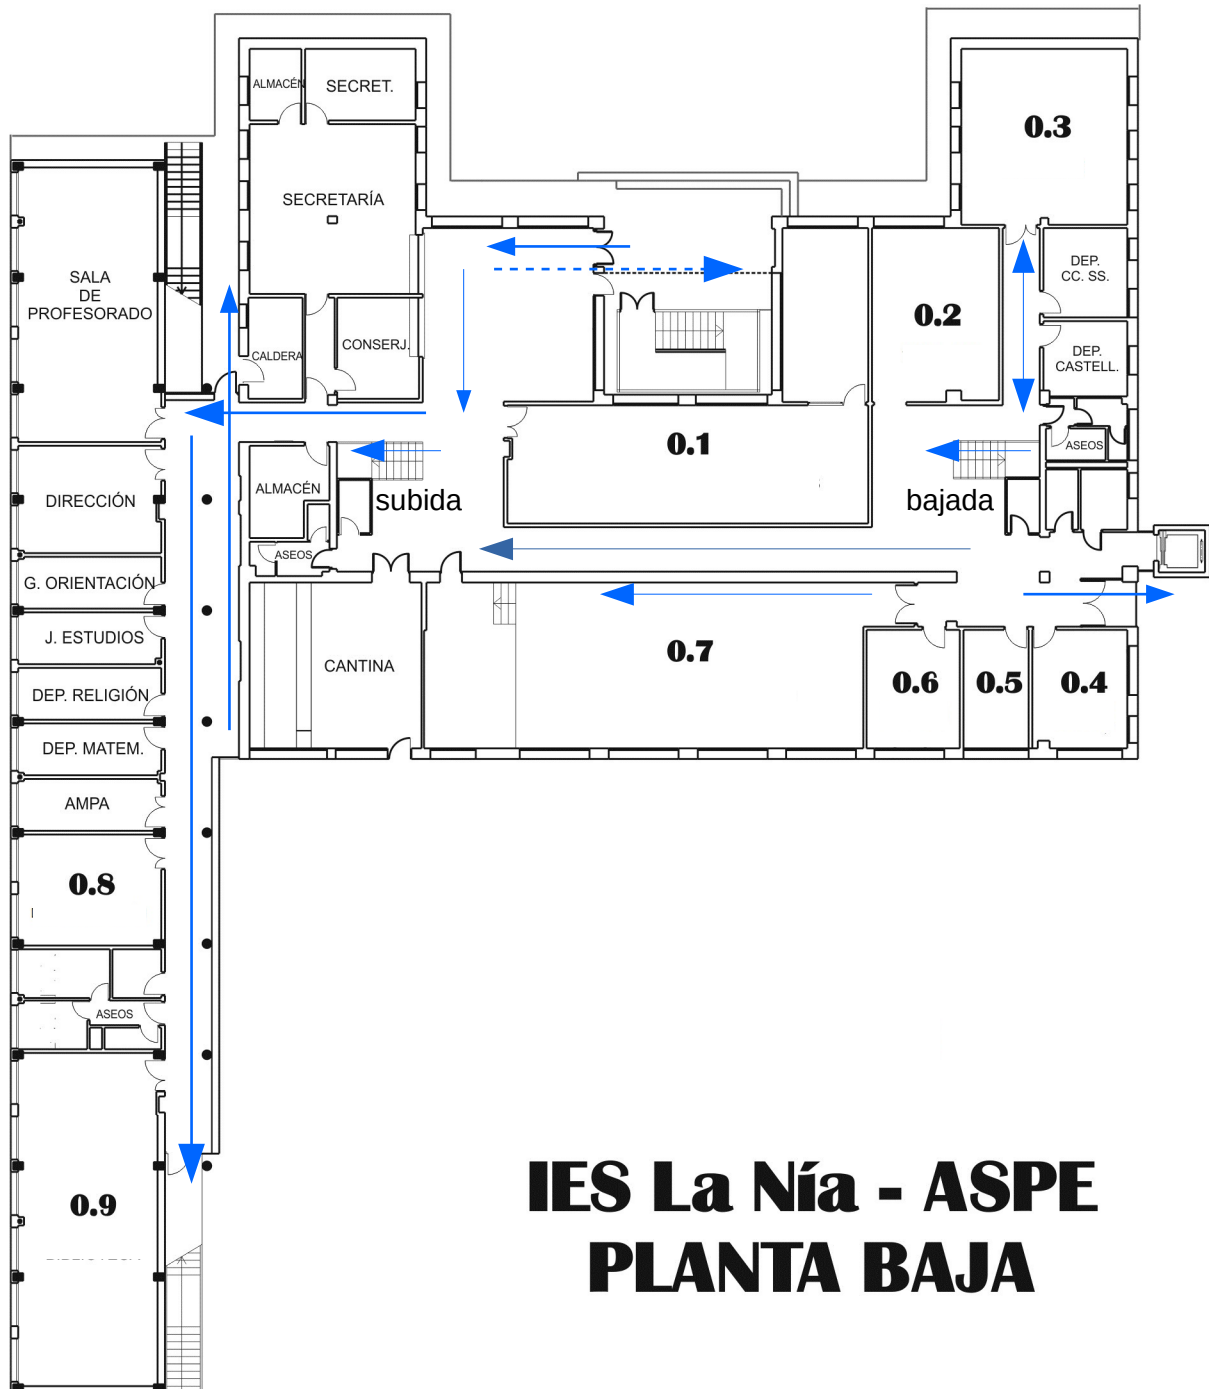 ALMACÉN
SECRET.
0.3
SECRETARÍA
SALA
DE
PROFESORADO
DEP.
CC. SS.
0.2
CALDERA
CONSERJ.
DEP.
CASTELL.
0.1
ASEOS
DIRECCIÓN
ALMACÉN
subida
bajada
ASEOS
G. ORIENTACIÓN
J. ESTUDIOS
CANTINA
0.7
0.6
0.5
0.4
DEP. RELIGIÓN
DEP. MATEM.
AMPA
0.8
ASEOS
0.9
IES La Nía - ASPE
PLANTA BAJA